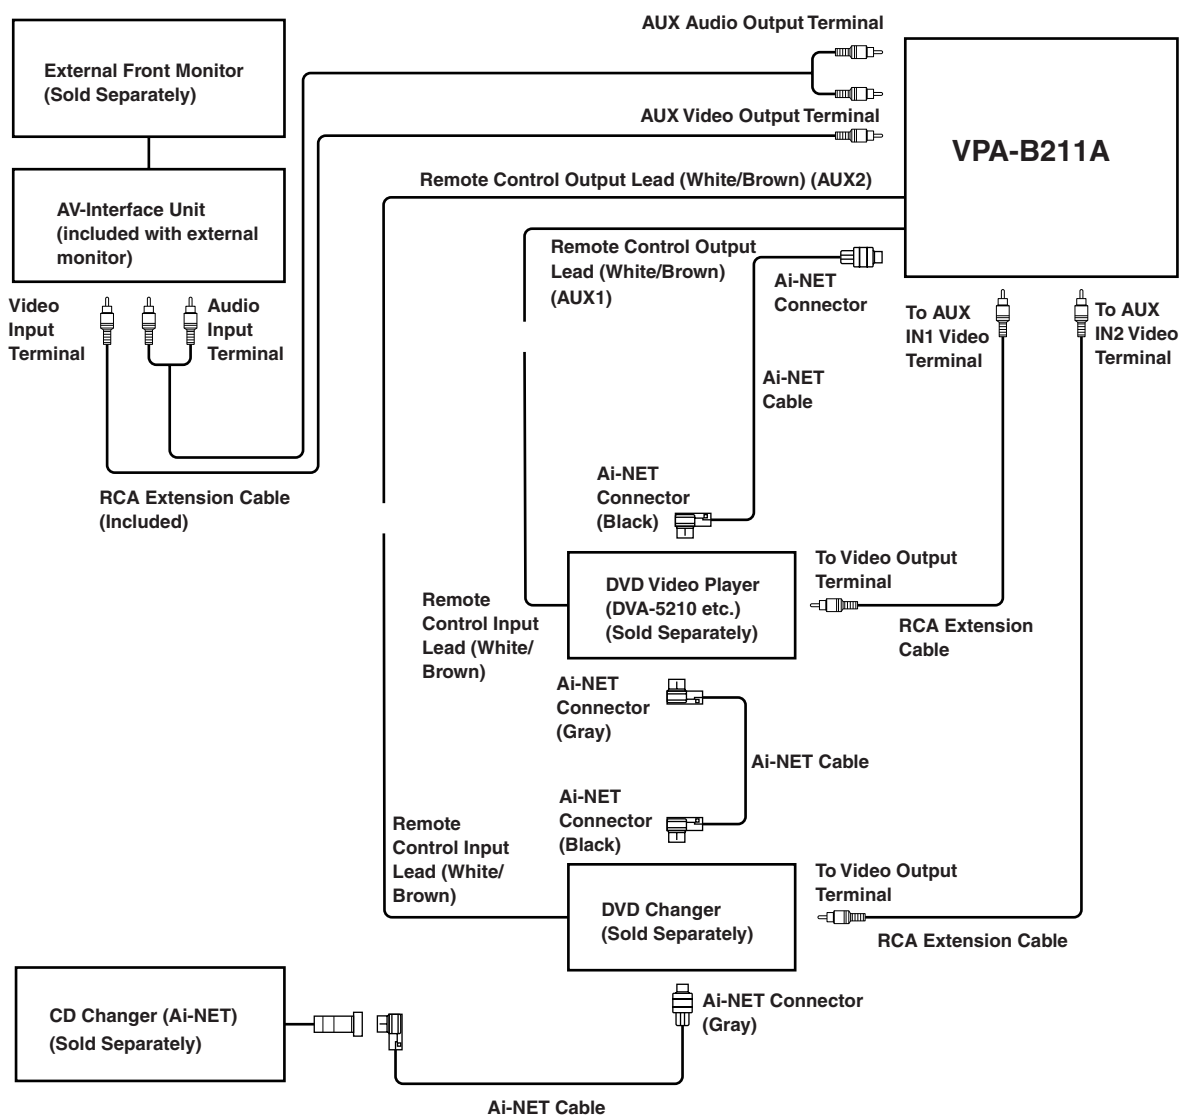 AUX Audio Output Terminal
External Front Monitor
(Sold Separately)
AUX Video Output Terminal
VPA-B211A
Remote Control Output Lead (White/Brown) (AUX2)
AV-Interface Unit
(included with external
monitor)
Remote Control Output
Lead (White/Brown)
(AUX1)
Ai-NET
Connector
Video
Input
Terminal
Audio
Input
Terminal
To AUX
IN1 Video
Terminal
To AUX
IN2 Video
Terminal
Ai-NET
Cable
Ai-NET
Connector
(Black)
RCA Extension Cable
(Included)
To Video Output
Terminal
DVD Video Player
(DVA-5210 etc.)
(Sold Separately)
Remote
Control Input
Lead (White/
Brown)
RCA Extension
Cable
Ai-NET
Connector
(Gray)
Ai-NET Cable
Ai-NET
Connector
(Black)
Remote
Control Input
Lead (White/
Brown)
To Video Output
Terminal
DVD Changer
(Sold Separately)
RCA Extension Cable
CD Changer (Ai-NET)
(Sold Separately)
Ai-NET Connector
(Gray)
Ai-NET Cable